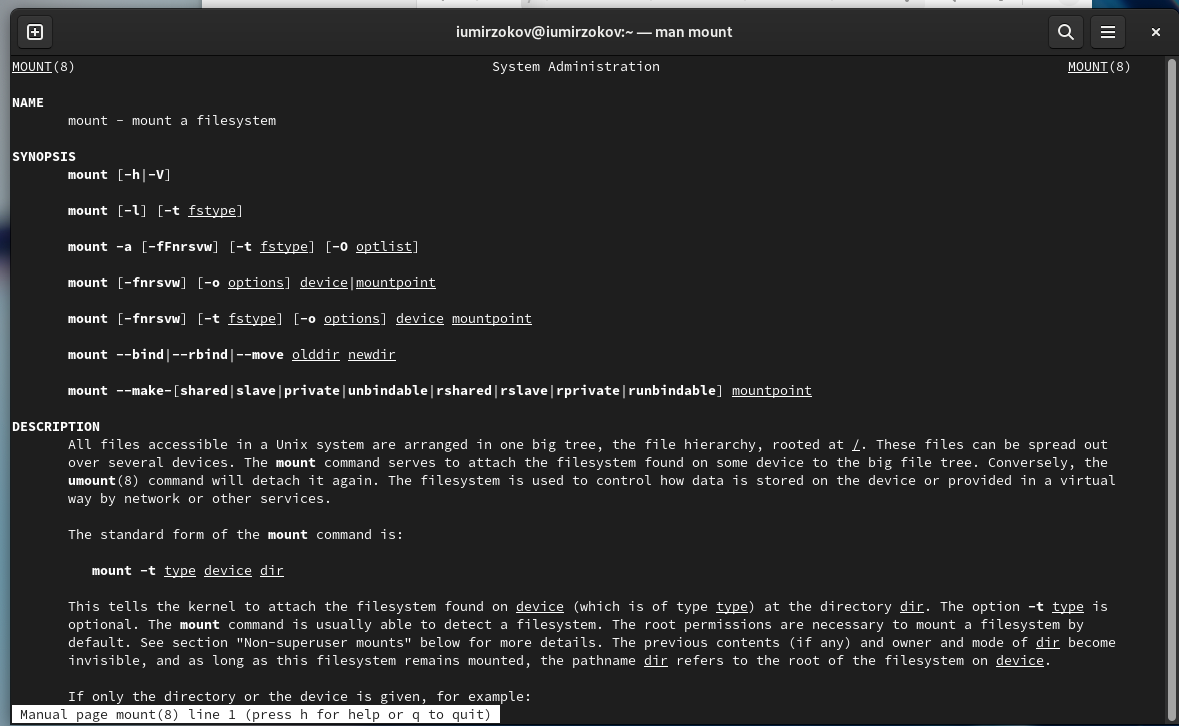 iumirzokov@iumirzokov:~ — man mount
MOUNT(8) System Administration MOUNT(8)
NAME
mount - mount a filesystem
SYNOPSIS
mount [-h|-V]
mount [-l] [-t fstype]
mount -a [-fFnrsvw] [-t fstype] [-O optlist]
mount [-fnrsvw] [-o options] device|mountpoint
mount [-fnrsvw] [-t fstype] [-o options] device mountpoint
mount --bind|--rbind|--move olddir newdir
mount --make-[shared|slave|private|unbindable|rshared|rslave|rprivate|runbindable] mountpoint
DESCRIPTION
All files accessible in a Unix system are arranged in one big tree, the file hierarchy, rooted at /. These files can be spread out
over several devices. The mount command serves to attach the filesystem found on some device to the big file tree. Conversely, the
umount(8) command will detach it again. The filesystem is used to control how data is stored on the device or provided in a virtual
way by network or other services.
The standard form of the mount command is:
mount -t type device dir
This tells the kernel to attach the filesystem found on device (which is of type type) at the directory dir. The option -t type is
optional. The mount command is usually able to detect a filesystem. The root permissions are necessary to mount a filesystem by
default. See section "Non-superuser mounts" below for more details. The previous contents (if any) and owner and mode of dir become
invisible, and as long as this filesystem remains mounted, the pathname dir refers to the root of the filesystem on device.
If only the directory or the device is given, for example:
Manual page mount(8) line 1 (press h for help or q to quit)